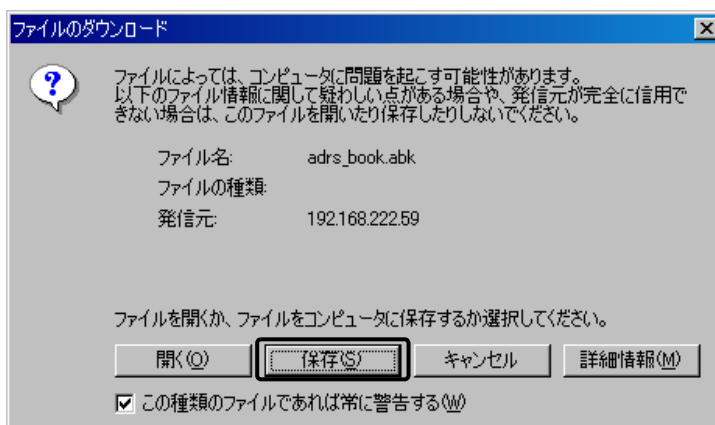 ファイルのダウンロード
ファイルによっては、コンピュータに問題を起こす可能性があります。
以下のファイル情報に関して疑わしい点がある場合や、発信元が完全に信用で
きない場合は、このファイルを開いたり保存したりしないでください。
ファイル名: adrs_book.abk
ファイルの種類:
発信元: 192.168.222.59
ファイルを開くか、ファイルをコンピュータに保存するか選択してください。
開く(O) 保存(S) キャンセル 詳細情報(M)
この種類のファイルであれば常に警告する(W)